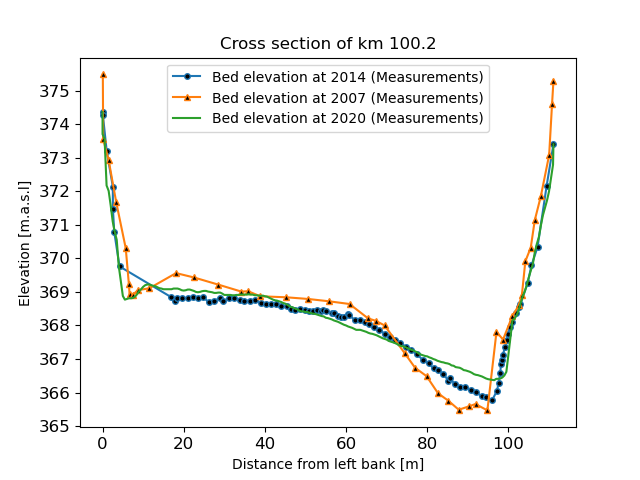 Cross section of km 100.2
Bed elevation at 2014 (Measurements)
Bed elevation at 2007 (Measurements)
Bed elevation at 2020 (Measurements)
Elevation [m.a.s.l]
375
374
373
372
371
370
369
368
367
366
365
0 20 40 60 80 100
Distance from left bank [m]